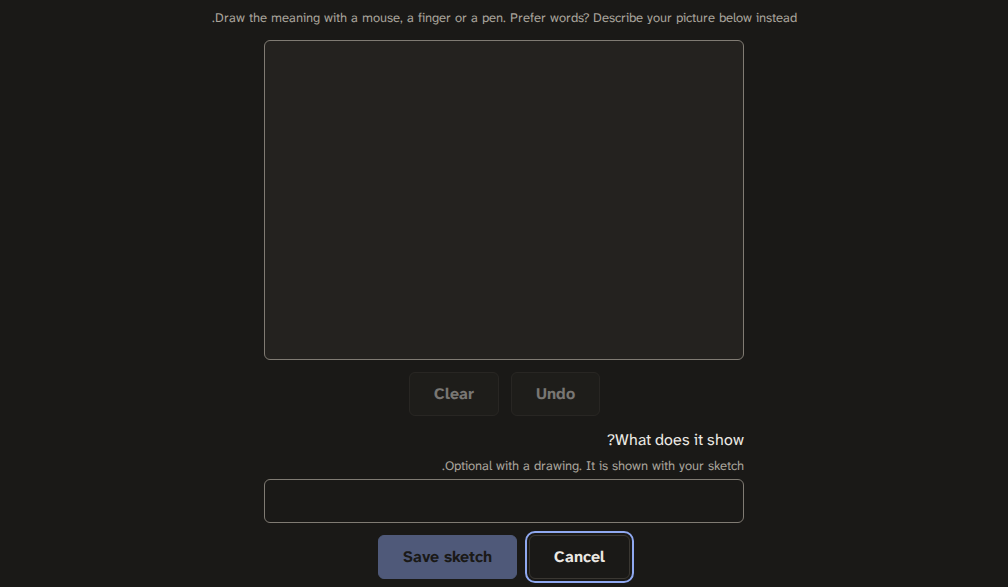 .Draw the meaning with a mouse, a finger or a pen. Prefer words? Describe your picture below instead
Clear Undo
?What does it show
.Optional with a drawing. It is shown with your sketch
Save sketch Cancel